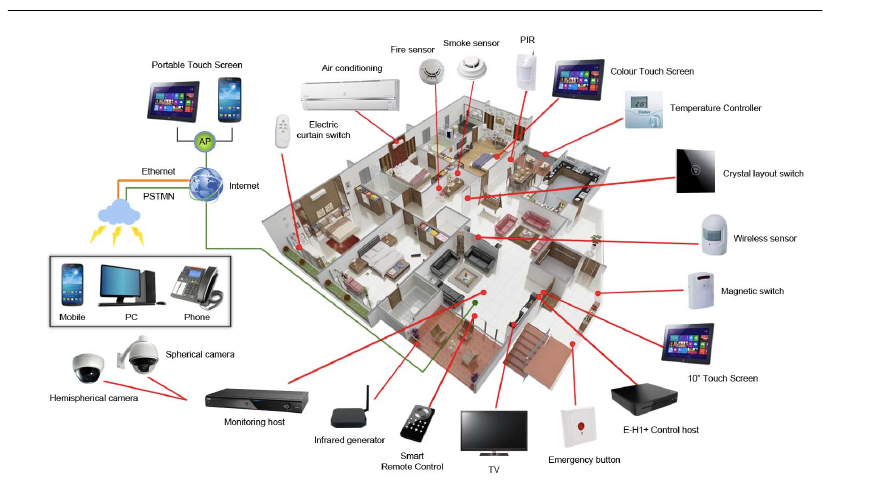 PIR
Smoke sensor
Fire sensor
Portable Touch Screen
Air conditioning
Colour Touch Screen
Temperature Controller
Electric
curtain switch
AP
Ethernet
Internet
PSTMN
Crystal layout switch
Wireless sensor
Magnetic switch
Mobile
PC
Phone
Spherical camera
10" Touch Screen
Hemispherical camera
Monitoring host
Infrared generator
Smart
Remote Control
TV
Emergency button
E-H1+ Control host